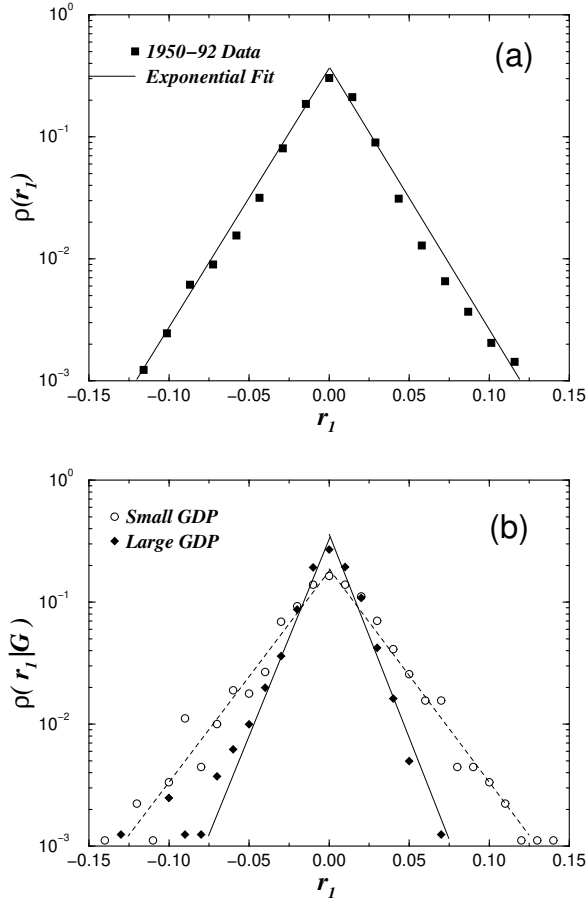 10⁰
(a)
1950−92 Data
Exponential Fit
10⁻¹
ρ(r₁)
10⁻²
10⁻³
−0.15 −0.10 −0.05 0.00 0.05 0.10 0.15
r₁
10⁰
(b)
Small GDP
Large GDP
10⁻¹
ρ( r₁|G )
10⁻²
10⁻³
−0.15 −0.10 −0.05 0.00 0.05 0.10 0.15
r₁